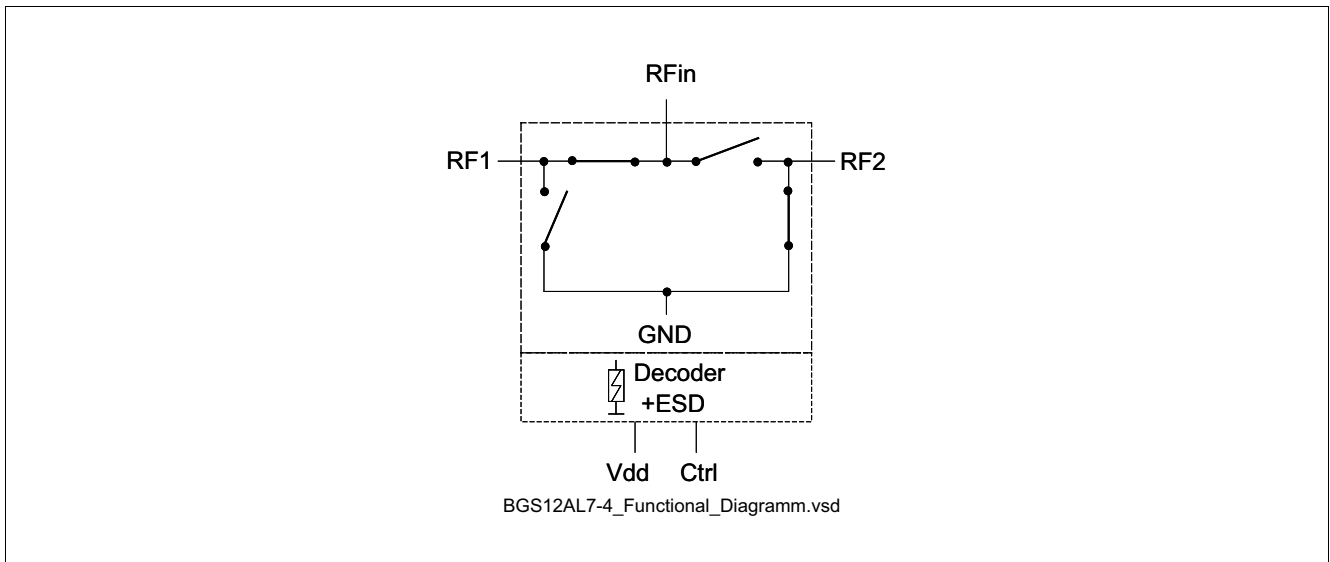 RFin
RF1
RF2
GND
Decoder
+ESD
Vdd Ctrl
BGS12AL7-4_Functional_Diagramm.vsd